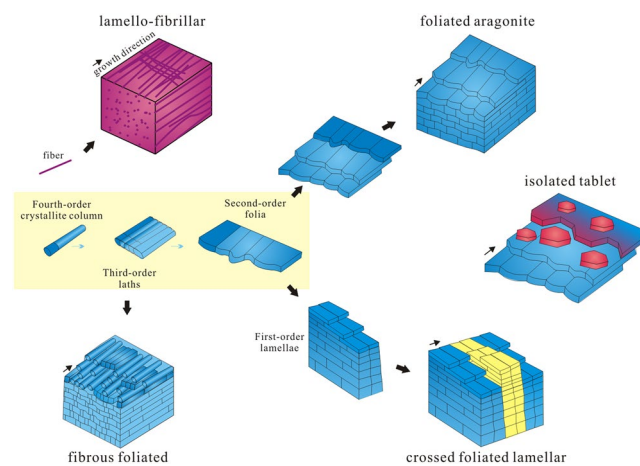 lamello-fibrillar
foliated aragonite
growth direction
fiber
isolated tablet
Fourth-order
crystallite column
Second-order
folia
Third-order
laths
First-order
lamellae
fibrous foliated
crossed foliated lamellar